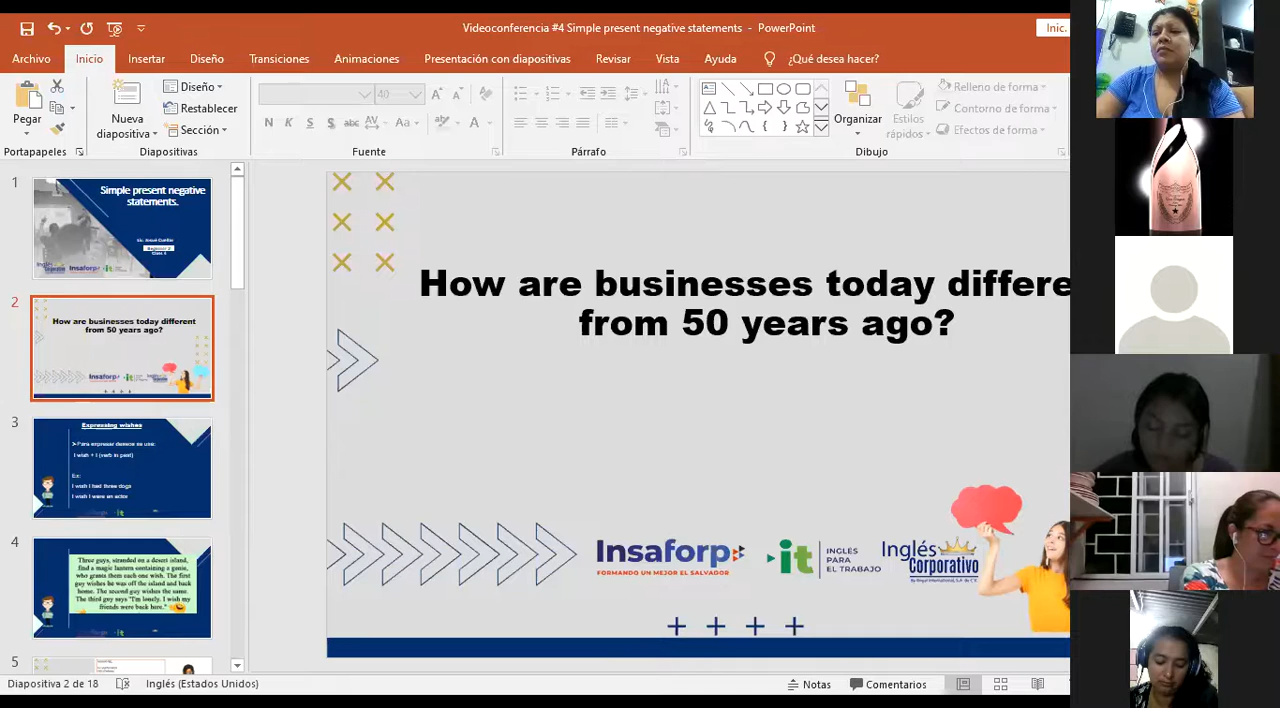 Videoconferencia #4 Simple present negative statements - PowerPoint
Inic.
Archivo Inicio Insertar Diseño Transiciones Animaciones Presentación con diapositivas Revisar Vista Ayuda ¿Qué desea hacer?
Pegar
Nueva diapositiva
Diseño
Restablecer
Sección
40
N K S S abc AV Aa A
Organizar
Estilos rápidos
Relleno de forma
Contorno de forma
Efectos de forma
Portapapeles Diapositivas Fuente Párrafo Dibujo
1
Simple present negative
statements.
Insaforp
2
How are businesses today different
from 50 years ago?
Insaforp it
3
Expressing wishes
Para expresar deseos se usa:
I wish + I (verb in past)
Ex:
I wish I had three dogs
I wish I were an actor
4
Three guys, stranded on a desert island,
find a magic lantern containing a genie,
who grants them each one wish. The first
guy wishes he was off the island and back
home. The second guy wishes the same.
The third guy says "I'm lonely. I wish my
friends were back here."
5
How are businesses today differe
from 50 years ago?
Insaforp
FORMANDO UN MEJOR EL SALVADOR
it INGLÉS
PARA EL
TRABAJO
Inglés
Corporativo
Diapositiva 2 de 18 Inglés (Estados Unidos) Notas Comentarios